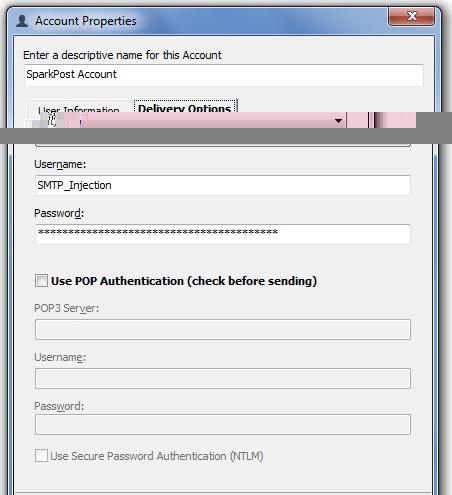 Account Properties
Enter a descriptive name for this Account
SparkPost Account
User Information Delivery Options
Username:
SMTP_Injection
Password:
****************************************
Use POP Authentication (check before sending)
POP3 Server:
Username:
Password:
Use Secure Password Authentication (NTLM)